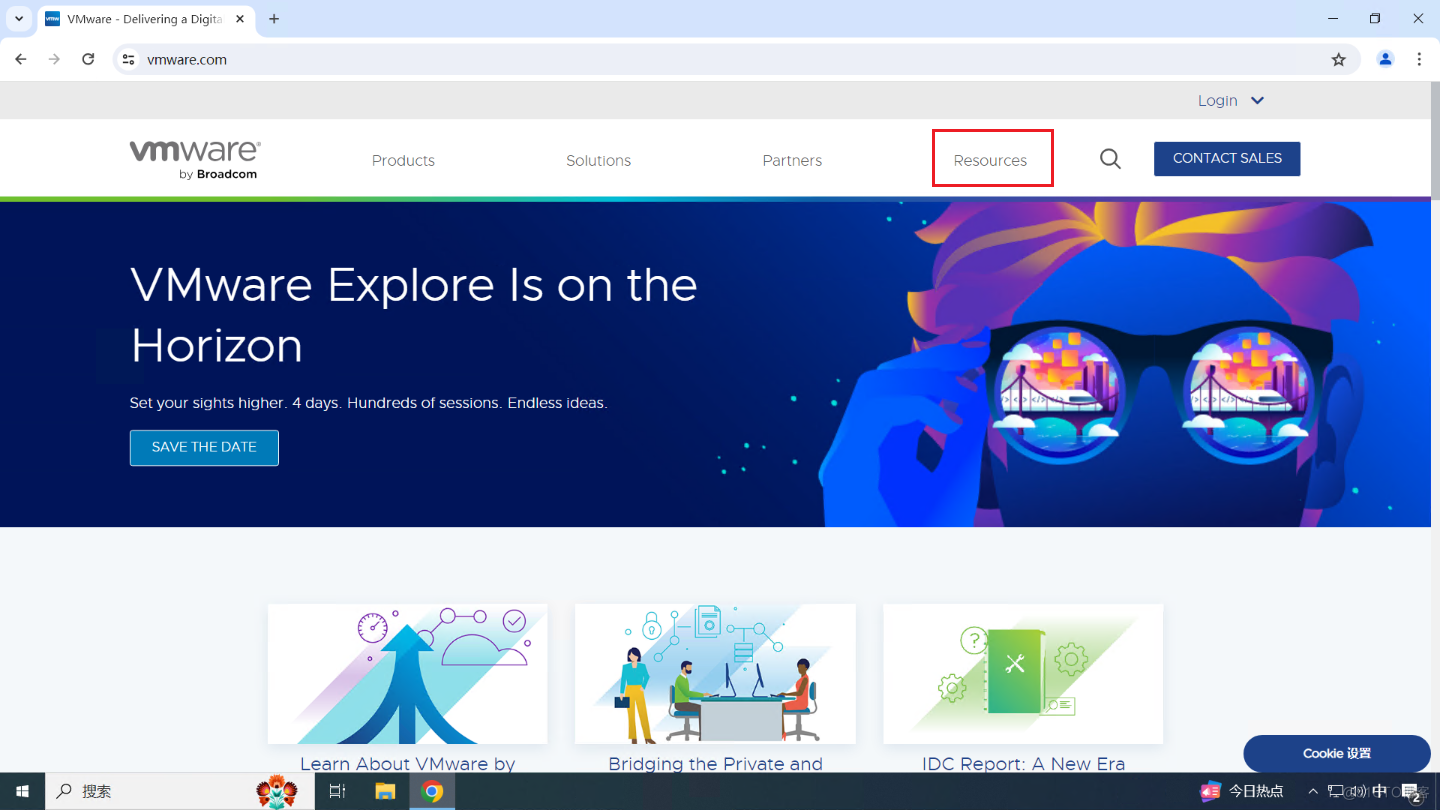 VMware - Delivering a Digita
vmware.com
Login
vmware®
by Broadcom
Products
Solutions
Partners
Resources
CONTACT SALES
VMware Explore Is on the
Horizon
Set your sights higher. 4 days. Hundreds of sessions. Endless ideas.
SAVE THE DATE
Learn About VMware by
Bridging the Private and
IDC Report: A New Era
Cookie 设置
搜索
今日热点
中
2